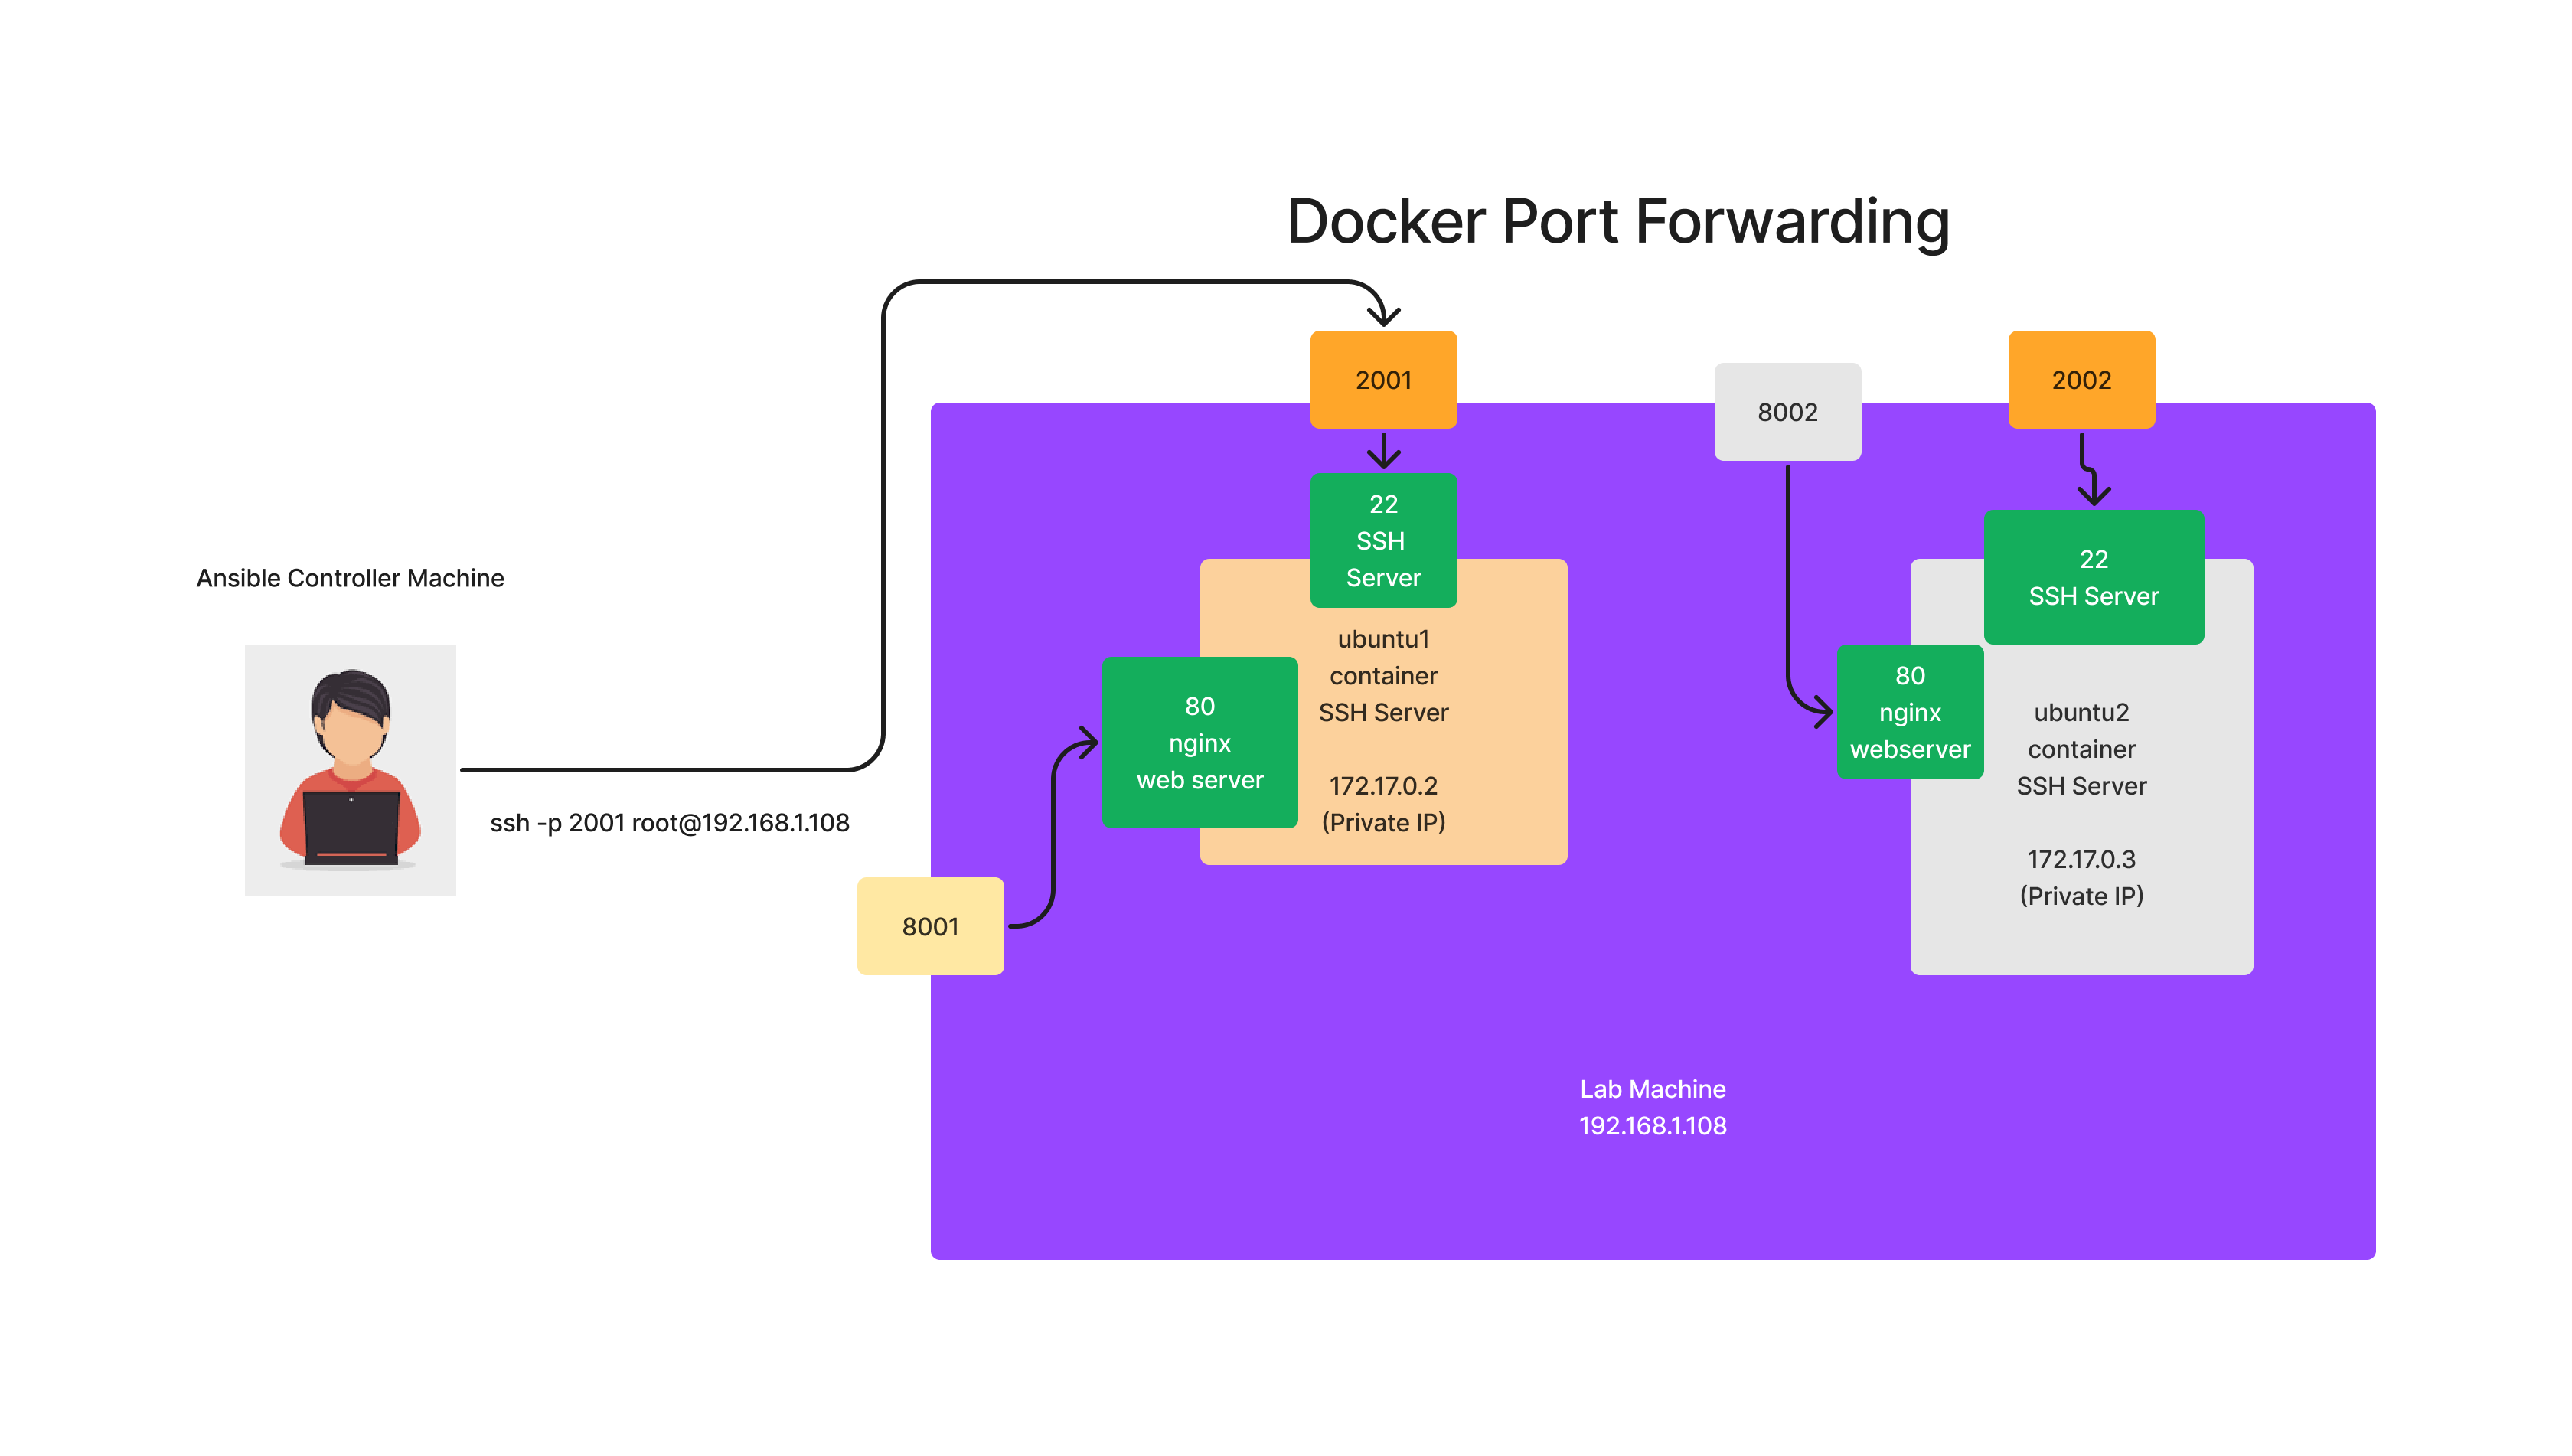 Docker Port Forwarding
2001
2002
8002
22
SSH
Server
22
SSH Server
Ansible Controller Machine
ubuntu1
container
SSH Server
172.17.0.2
(Private IP)
80
nginx
web server
80
nginx
webserver
ubuntu2
container
SSH Server
172.17.0.3
(Private IP)
ssh -p 2001 root@192.168.1.108
8001
Lab Machine
192.168.1.108